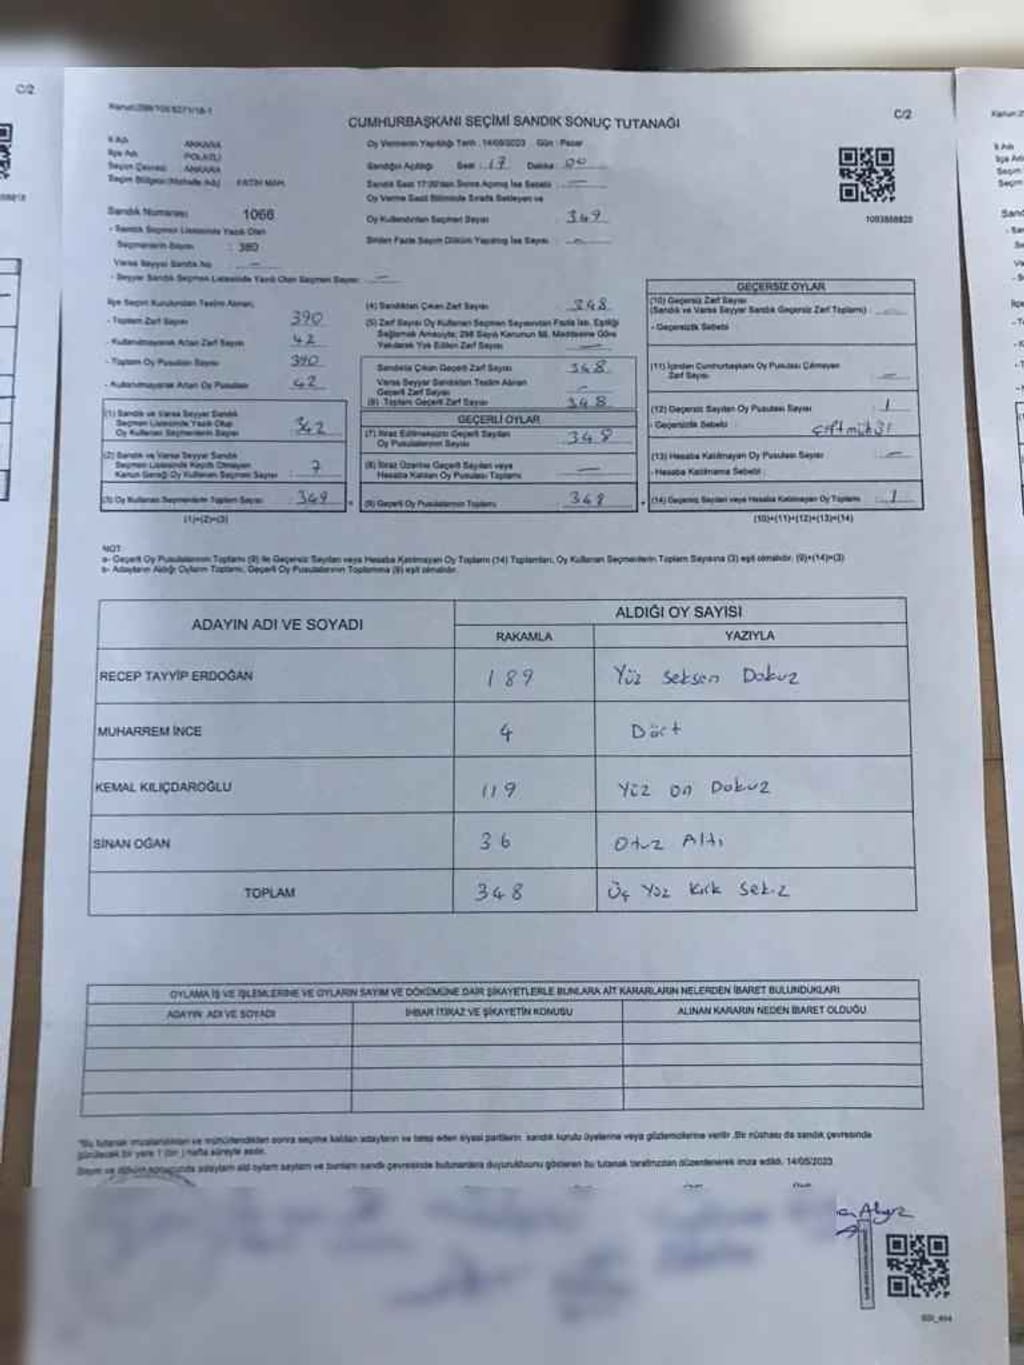 C/2
CUMHURBAŞKANI SEÇİMİ SANDIK SONUÇ TUTANAĞI
C/2
İl Adı ANKARA
İlçe Adı POLATLI
Seçim Çevresi ANKARA
Seçim Bölgesi (Mahalle Adı) FATİH MAH.
Sandık Numarası 1066
- Sandık Seçmen Listesinde Yazılı Olan
Seçmenlerin Sayısı : 380
Varsa Seyyar Sandık No —
- Seyyar Sandık Seçmen Listesinde Yazılı Olan Seçmen Sayısı —
Oy Vermenin Yapıldığı Tarih : 14/05/2023 Gün : Pazar
Sandığın Açıldığı Saat : 17 Dakika : 00
Sandık Saat 17:00'den Sonra Açılmış İse Sebebi —
Oy Verme Saati Bitiminde Sırada Bekleyen ve
Oy Kullandırılan Seçmen Sayısı 349
Birden Fazla Sayım Döküm Yapılmış İse Sayısı —
1093888820
İlçe Seçim Kurulundan Teslim Alınan;
- Toplam Zarf Sayısı 390
- Kullanılmayarak Artan Zarf Sayısı 42
- Toplam Oy Pusulası Sayısı 390
- Kullanılmayarak Artan Oy Pusulası 42
(1) Sandık ve Varsa Seyyar Sandık
Seçmen Listesinde Yazılı Olup
Oy Kullanan Seçmenlerin Sayısı 342
(2) Sandık ve Varsa Seyyar Sandık
Seçmen Listesinde Kayıtlı Olmayan
Kanun Gereği Oy Kullanan Seçmen Sayısı 7
(3) Oy Kullanan Seçmenlerin Toplam Sayısı 349
(1)+(2)=(3)
(4) Sandıktan Çıkan Zarf Sayısı 348
(5) Zarf Sayısı Oy Kullanan Seçmen Sayısından Fazla İse, Eşitliği
Sağlamak Amacıyla; 298 Sayılı Kanunun 98. Maddesine Göre
Yakılarak Yok Edilen Zarf Sayısı —
Sandıkta Çıkan Geçerli Zarf Sayısı 348
Varsa Seyyar Sandıktan Teslim Alınan
Geçerli Zarf Sayısı —
(6) Toplam Geçerli Zarf Sayısı 348
GEÇERLİ OYLAR
(7) İtiraz Edilmeksizin Geçerli Sayılan
Oy Pusulalarının Sayısı 348
(8) İtiraz Üzerine Geçerli Sayılan veya
Hesaba Katılan Oy Pusulası Toplamı —
(9) Geçerli Oy Pusulalarının Toplamı 348
GEÇERSİZ OYLAR
(10) Geçersiz Zarf Sayısı
(Sandık ve Varsa Seyyar Sandık Geçersiz Zarf Toplamı) : —
- Geçersizlik Sebebi
(11) İçinden Cumhurbaşkanı Oy Pusulası Çıkmayan
Zarf Sayısı —
(12) Geçersiz Sayılan Oy Pusulası Sayısı 1
- Geçersizlik Sebebi : Çift mühür
(13) Hesaba Katılmayan Oy Pusulası Sayısı —
- Hesaba Katılmama Sebebi :
(14) Geçersiz Sayılan veya Hesaba Katılmayan Oy Toplamı 1
(10)+(11)+(12)+(13)=(14)
NOT
a- Geçerli Oy Pusulalarının Toplamı (9) ile Geçersiz Sayılan veya Hesaba Katılmayan Oy Toplamı (14) Toplamları, Oy Kullanan Seçmenlerin Toplam Sayısına (3) eşit olmalıdır. (9)+(14)=(3)
b- Adayların Aldığı Oyların Toplamı, Geçerli Oy Pusulalarının Toplamına (9) eşit olmalıdır.
ADAYIN ADI VE SOYADI
ALDIĞI OY SAYISI
RAKAMLA YAZIYLA
RECEP TAYYİP ERDOĞAN 189 Yüz Seksen Dokuz
MUHARREM İNCE 4 Dört
KEMAL KILIÇDAROĞLU 119 Yüz on Dokuz
SİNAN OĞAN 36 Otuz Altı
TOPLAM 348 Üç Yüz Kırk Sekiz
OYLAMA İŞ VE İŞLEMLERİNE VE OYLARIN SAYIM VE DÖKÜMÜNE DAİR ŞİKAYETLERLE BUNLARA AİT KARARLARIN NELERDEN İBARET BULUNDUKLARI
ADAYIN ADI VE SOYADI İHBAR İTİRAZ VE ŞİKAYETİN KONUSU ALINAN KARARIN NEDEN İBARET OLDUĞU
"Bu tutanak imzalandıktan ve mühürlendikten sonra seçime katılan adayların ve talep eden siyasi partilerin sandık kurulu üyelerine veya gözlemcilerine verilir. Bir nüshası da sandık çevresinde
görülecek bir yere 1 (bir) hafta süreyle asılır.
Sayım ve döküm sonucunda adayların aldığı oyların sayılarını ve bunların sandık çevresinde bulunanlara duyurulduğunu gösteren bu tutanak tarafımızdan düzenlenerek imza edildi. 14/05/2023